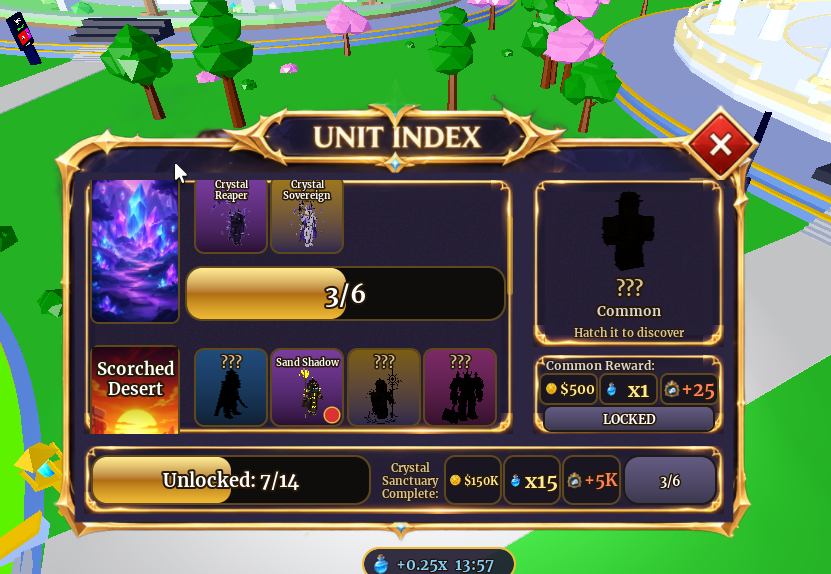 UNIT INDEX
Crystal
Reaper
Crystal
Sovereign
3/6
Scorched
Desert
???
Sand Shadow
???
???
???
Common
Hatch it to discover
Common Reward:
$500
x1
+25
LOCKED
Unlocked: 7/14
Crystal
Sanctuary
Complete:
$150K
x15
+5K
3/6
+0.25x 13:57